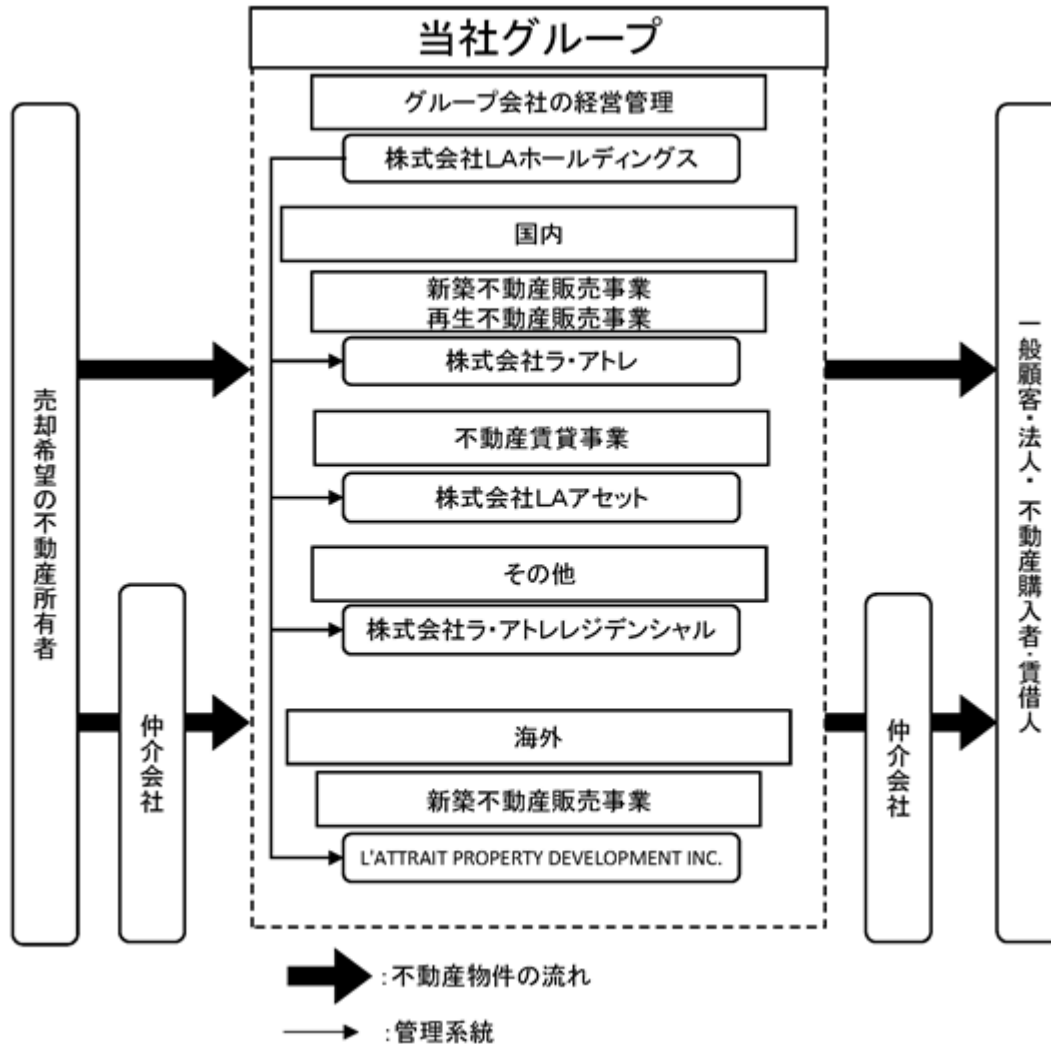 当社グループ
グループ会社の経営管理
株式会社LAホールディングス
国内
新築不動産販売事業
再生不動産販売事業
株式会社ラ・アトレ
不動産賃貸事業
株式会社LAアセット
その他
株式会社ラ・アトレレジデンシャル
海外
新築不動産販売事業
L'ATTRAIT PROPERTY DEVELOPMENT INC.
売却希望の不動産所有者
仲介会社
仲介会社
一般顧客・法人・不動産購入者・賃借人
：不動産物件の流れ
：管理系統